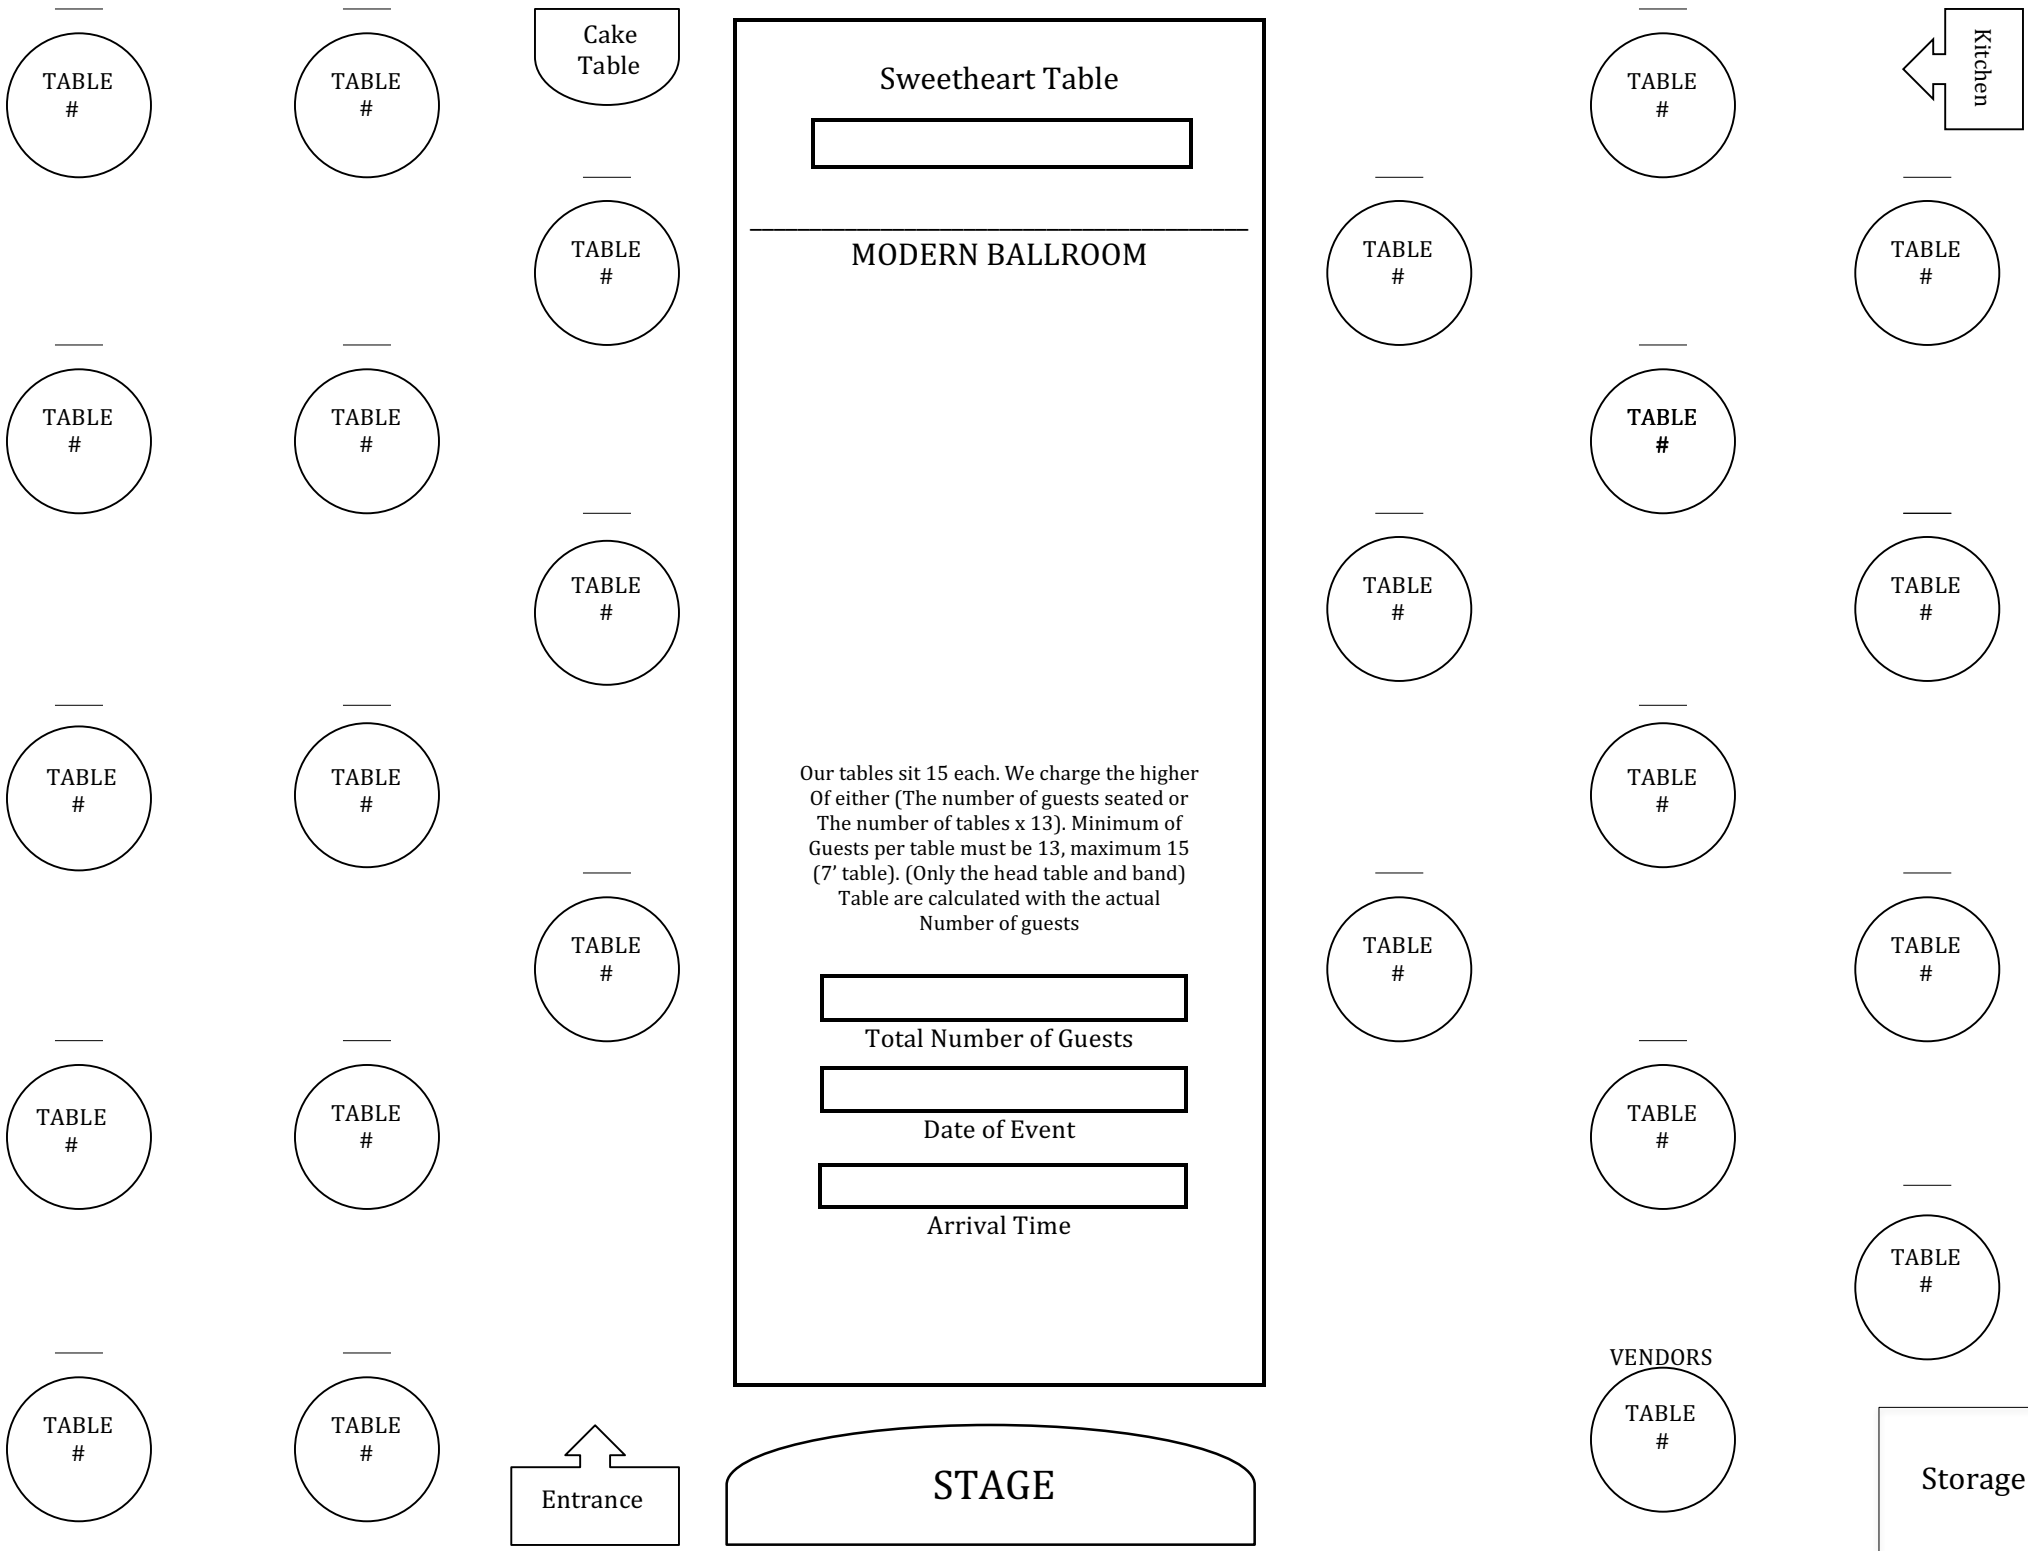 Cake
Table
Sweetheart Table
Kitchen
TABLE
#
TABLE
#
TABLE
#
TABLE
#
TABLE
#
TABLE
#
MODERN BALLROOM
TABLE
#
TABLE
#
TABLE
#
TABLE
#
TABLE
#
TABLE
#
TABLE
#
Our tables sit 15 each. We charge the higher
Of either (The number of guests seated or
The number of tables x 13). Minimum of
Guests per table must be 13, maximum 15
(7’ table). (Only the head table and band)
Table are calculated with the actual
Number of guests
TABLE
#
TABLE
#
TABLE
#
TABLE
#
TABLE
#
TABLE
#
Total Number of Guests
Date of Event
TABLE
#
TABLE
#
TABLE
#
Arrival Time
TABLE
#
VENDORS
TABLE
#
TABLE
#
TABLE
#
Entrance
STAGE
Storage